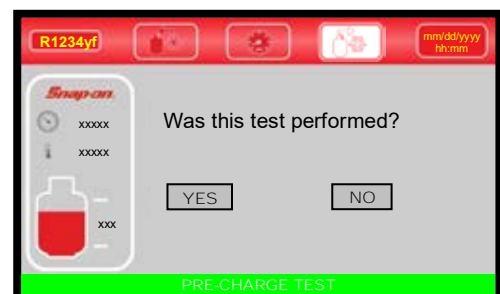 R1234yf
mm/dd/yyyy
hh:mm
Snap-on
xxxxx
Was this test performed?
xxxxx
YES
NO
xxx
PRE-CHARGE TEST